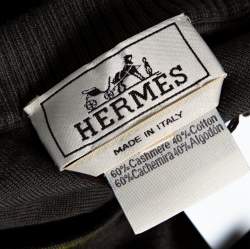 HERMES
MADE IN ITALY
60%Cashmere 40%Cotton
60%Cachemira 40%Algodón